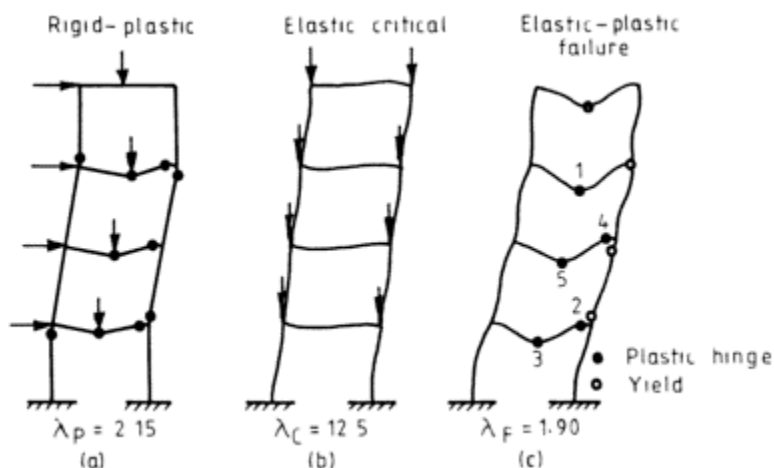 Rigid-plastic
Elastic critical
Elastic-plastic
failure
1
4
5
2
3
Plastic hinge
Yield
λP = 2 15
λC = 12 5
λF = 1.90
(a)
(b)
(c)